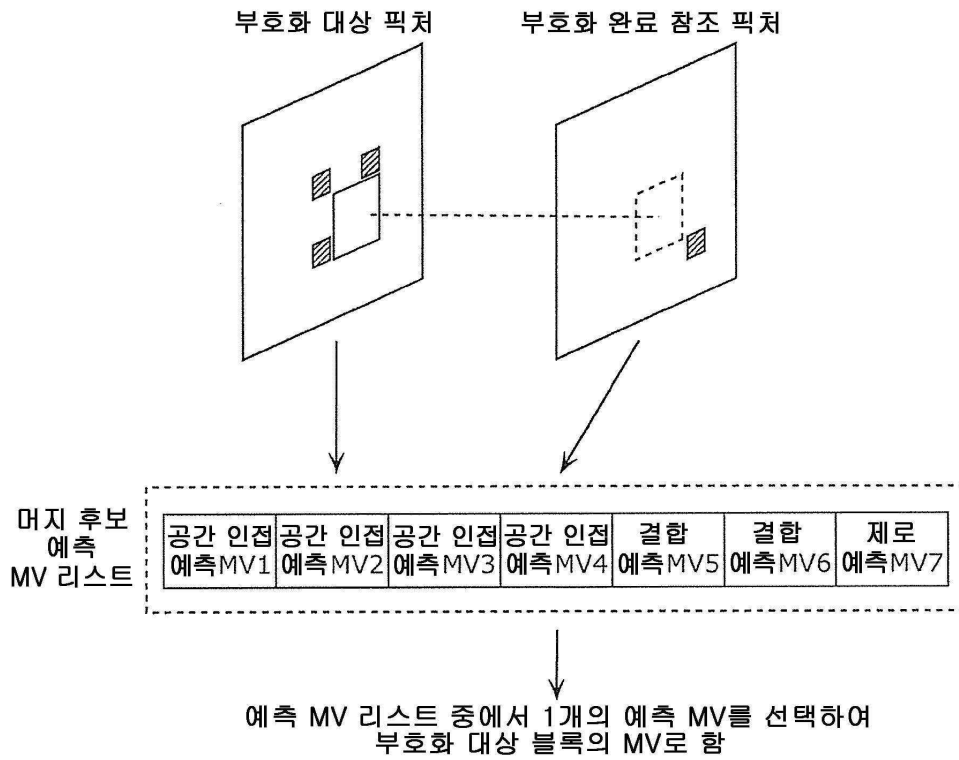 부호화 대상 픽처
부호화 완료 참조 픽처
머지 후보
예측
MV 리스트
공간 인접
예측MV1
공간 인접
예측MV2
공간 인접
예측MV3
공간 인접
예측MV4
결합
예측MV5
결합
예측MV6
제로
예측MV7
예측 MV 리스트 중에서 1개의 예측 MV를 선택하여
부호화 대상 블록의 MV로 함